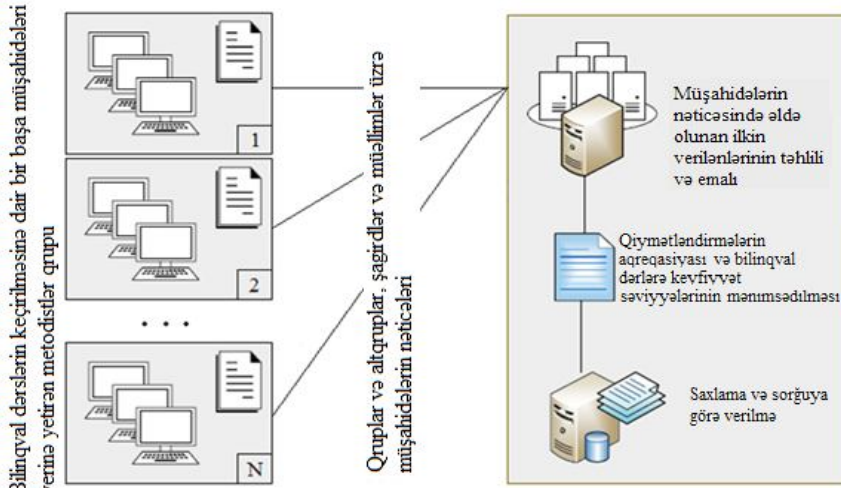 Bilinqval dərslərin keçirilməsinə dair bir başa müşahidələri
yerinə yetirən metodistlər qrupu
1
2
. . .
N
Qruplar və altqruplar, şagirdlər və müəllimlər üzrə
müşahidələrin nəticələri
Müşahidələrin
nəticəsində əldə
olunan ilkin
verilənlərinin təhlili
və emalı
Qiymətləndirmələrin
aqreqasiyası və bilinqval
dərlərə keyfiyyət
səviyyələrinin mənimsədilməsi
Saxlama və sorğuya
görə verilmə